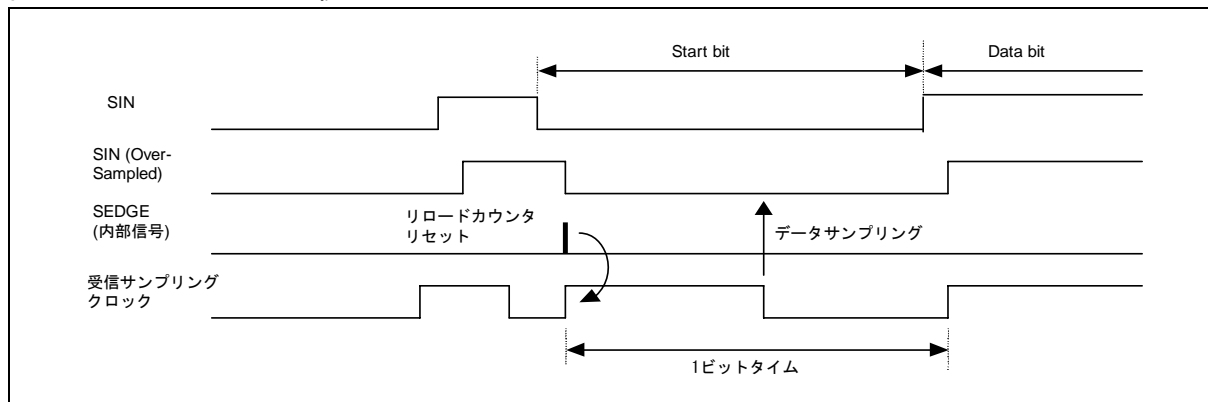 Start bit
Data bit
SIN
SIN (Over-
Sampled)
SEDGE
(内部信号)
リロードカウンタ
リセット
データサンプリング
受信サンプリング
クロック
1ビットタイム